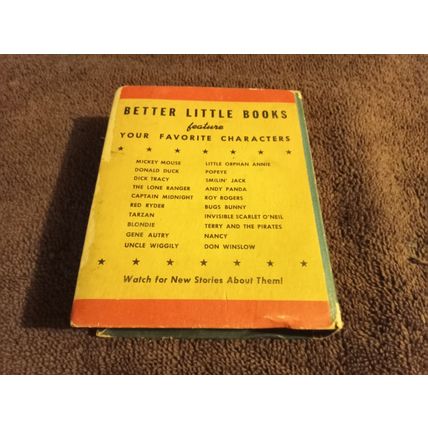 BETTER LITTLE BOOKS
feature
YOUR FAVORITE CHARACTERS
MICKEY MOUSE
DONALD DUCK
DICK TRACY
THE LONE RANGER
CAPTAIN MIDNIGHT
RED RYDER
TARZAN
BLONDIE
GENE AUTRY
UNCLE WIGGILY
LITTLE ORPHAN ANNIE
POPEYE
SMILIN' JACK
ANDY PANDA
ROY ROGERS
BUGS BUNNY
INVISIBLE SCARLET O'NEIL
TERRY AND THE PIRATES
NANCY
DON WINSLOW
Watch for New Stories About Them!